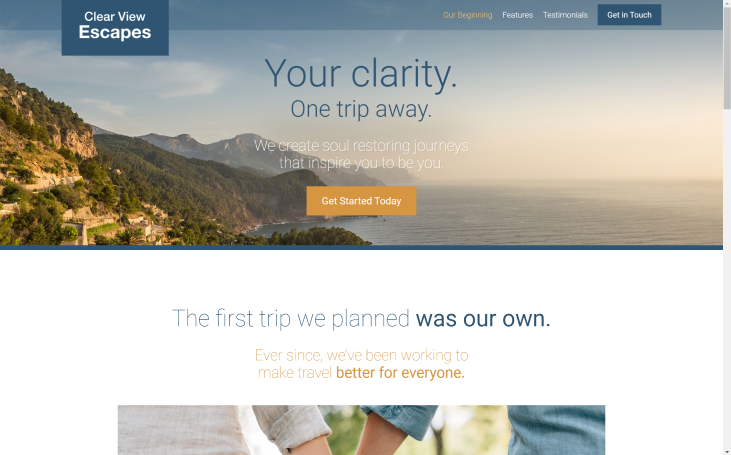 Clear View
Escapes
Our Beginning
Features
Testimonials
Get in Touch
Your clarity.
One trip away.
We create soul restoring journeys
that inspire you to be you.
Get Started Today
The first trip we planned was our own.
Ever since, we've been working to
make travel better for everyone.